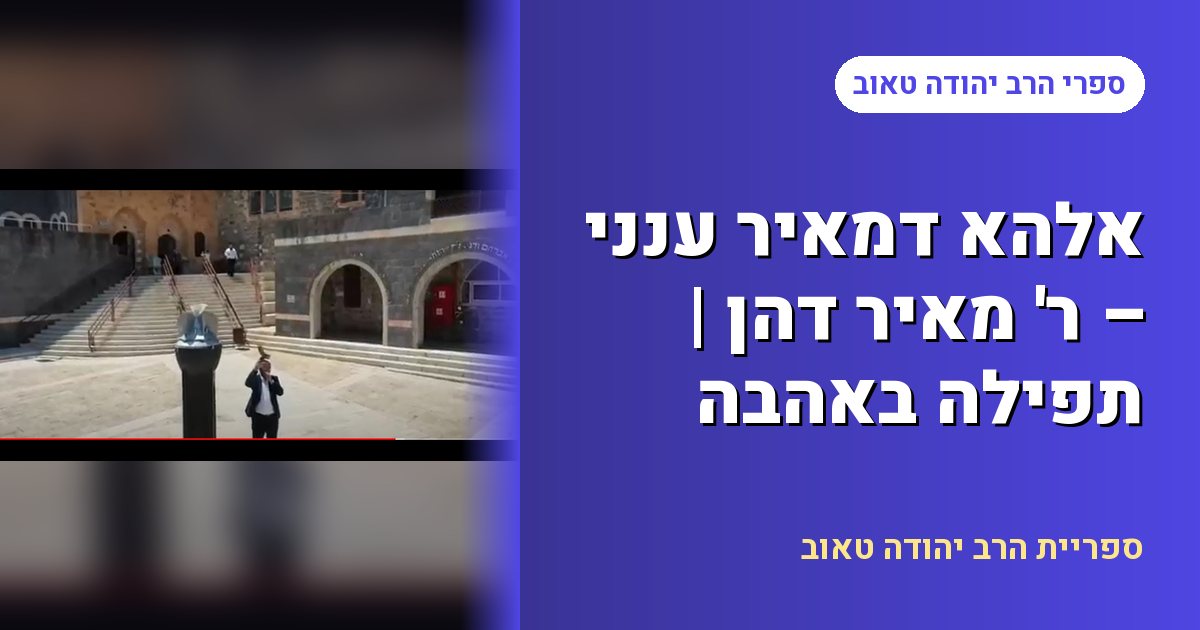 ספרי הרב יהודה טאוב
אלהא דמאיר ענני
– ר' מאיר דהן |
תפילה באהבה
ספריית הרב יהודה טאוב